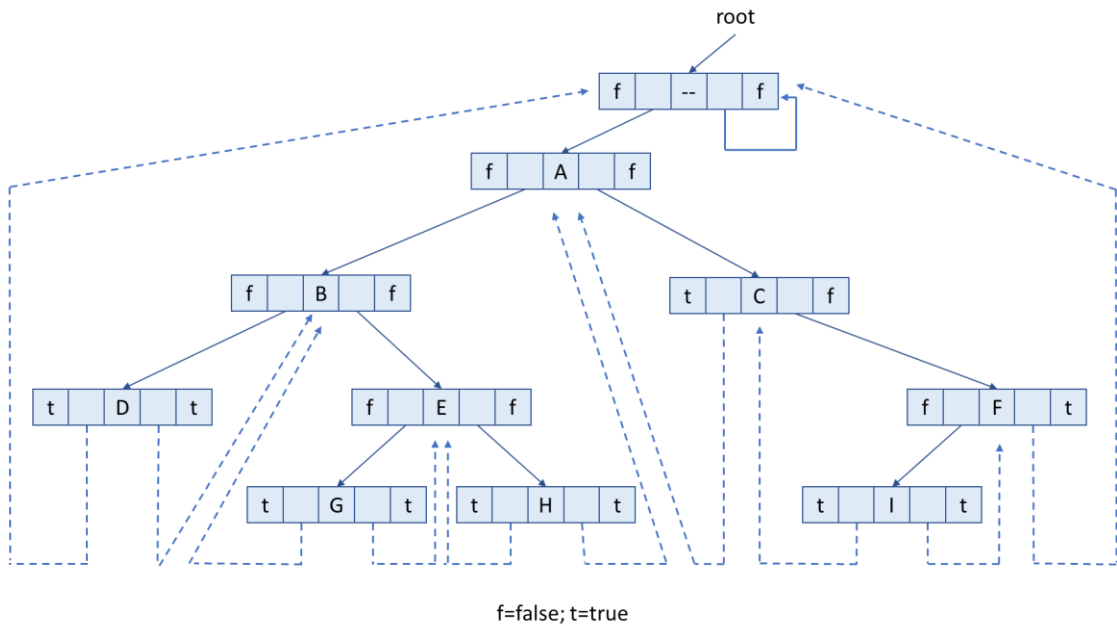 root
f -- f
f A f
f B f
t C f
t D t
f E f
f F t
t G t
t H t
t I t
f=false; t=true